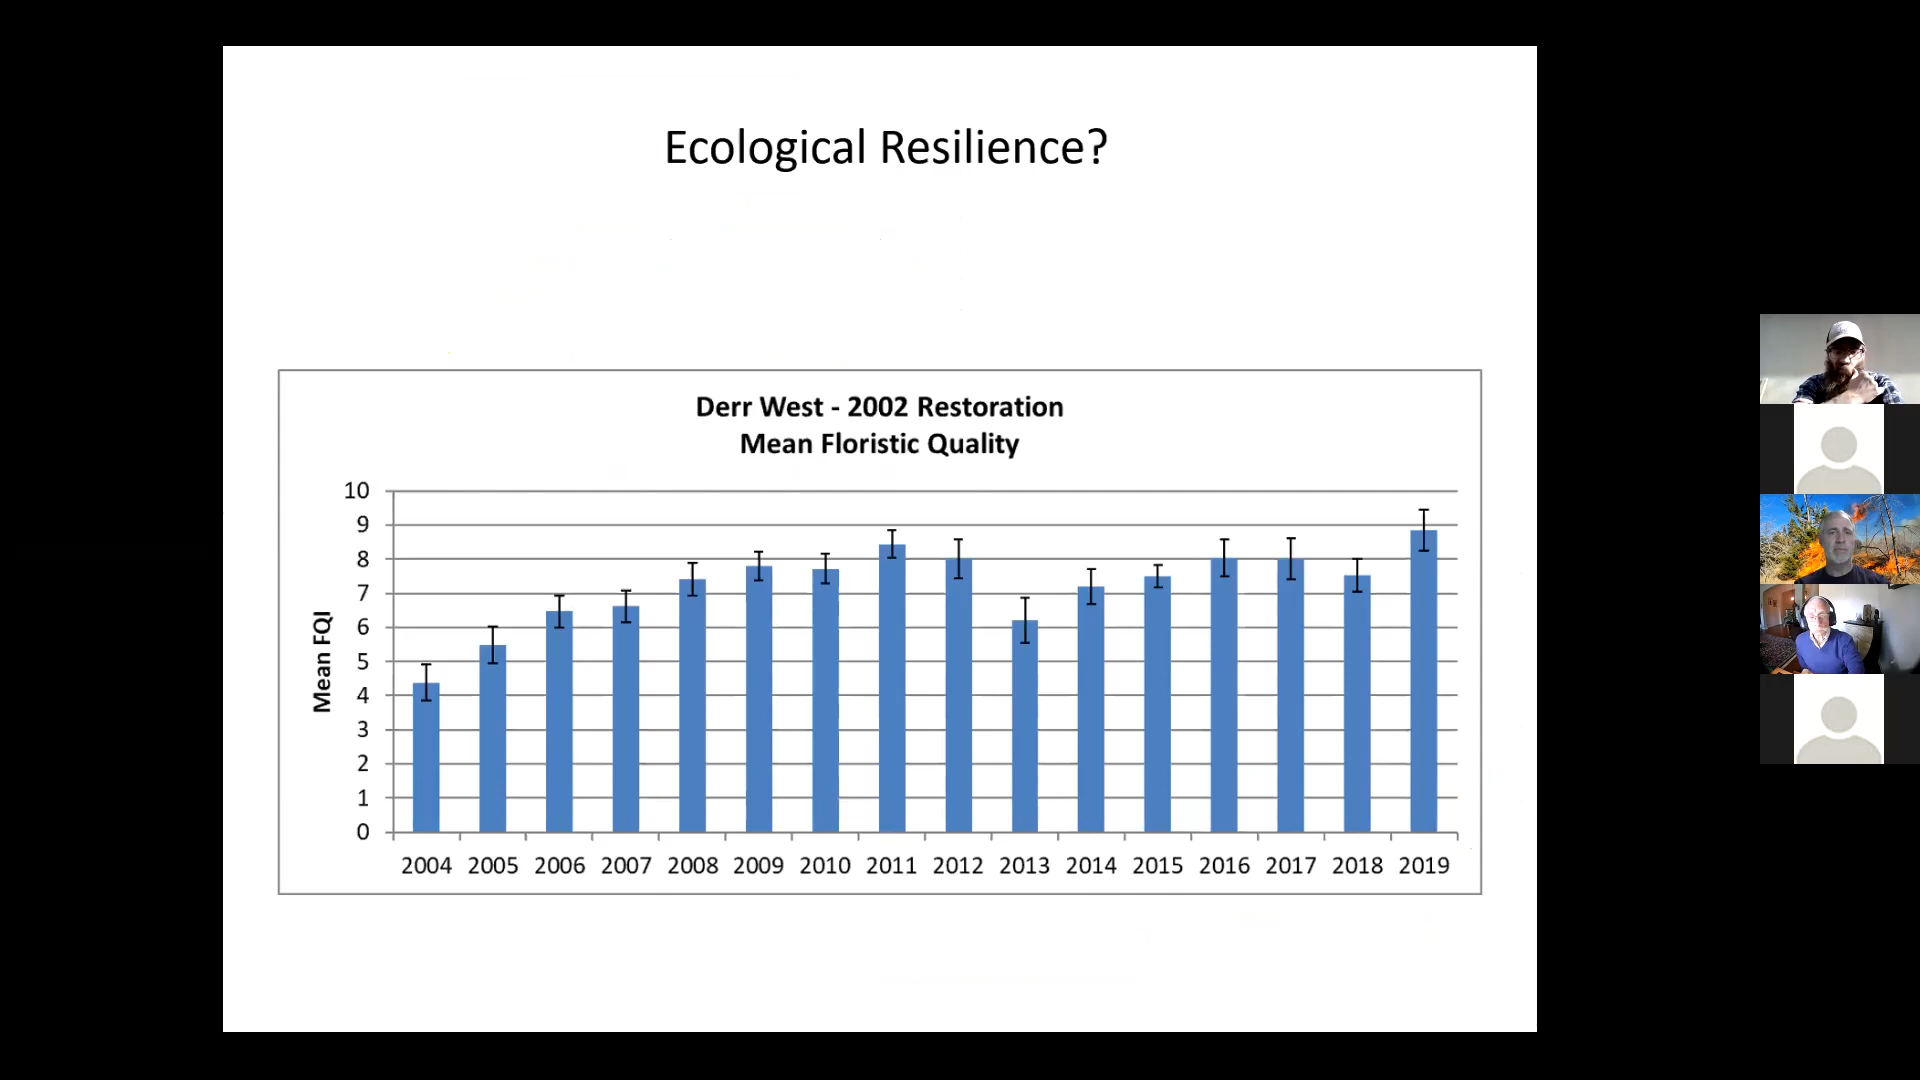 Ecological Resilience?
Derr West - 2002 Restoration
Mean Floristic Quality
Mean FQI
10
9
8
7
6
5
4
3
2
1
0
2004 2005 2006 2007 2008 2009 2010 2011 2012 2013 2014 2015 2016 2017 2018 2019